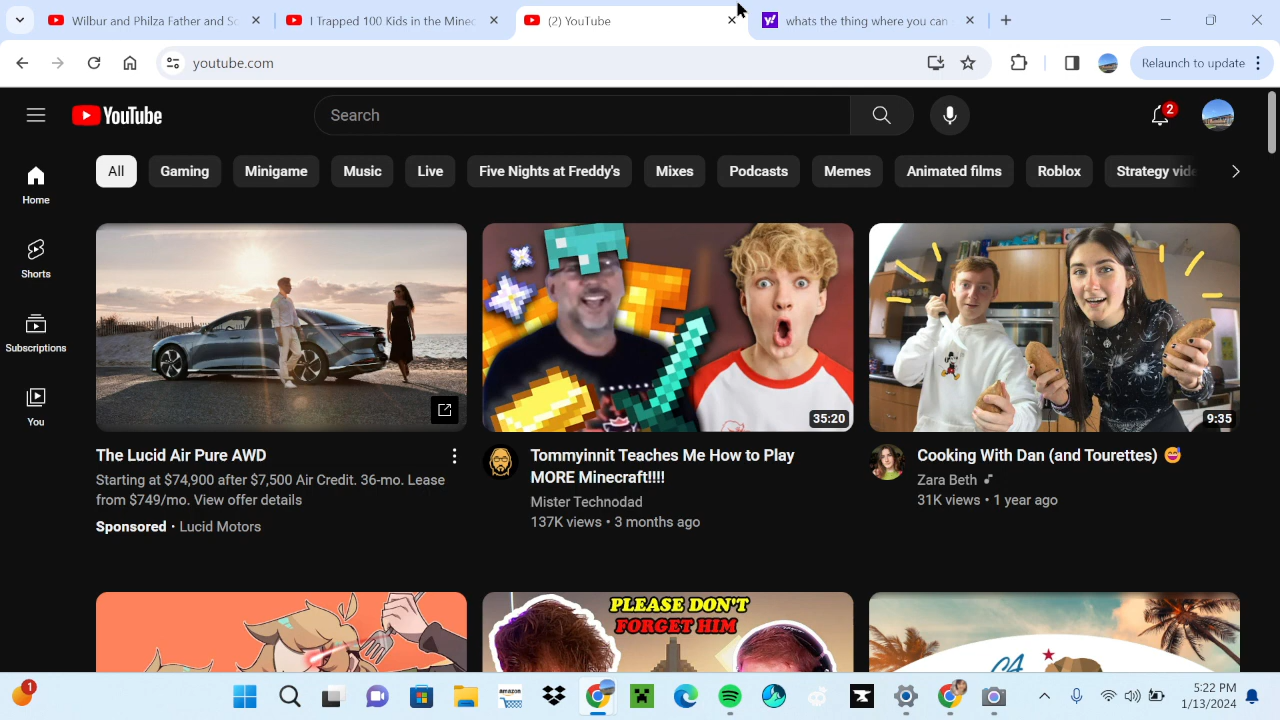 Wilbur and Philza Father and So
I Trapped 100 Kids in the Minec
(2) YouTube
y!
whats the thing where you can
youtube.com
Relaunch to update
YouTube
Search
2
All
Gaming
Minigame
Music
Live
Five Nights at Freddy's
Mixes
Podcasts
Memes
Animated films
Roblox
Strategy vide
Home
Shorts
Subscriptions
You
35:20
9:35
The Lucid Air Pure AWD
Starting at $74,900 after $7,500 Air Credit. 36-mo. Lease
from $749/mo. View offer details
Sponsored · Lucid Motors
Tommyinnit Teaches Me How to Play
MORE Minecraft!!!!
Mister Technodad
137K views • 3 months ago
Cooking With Dan (and Tourettes) 😅
Zara Beth
31K views • 1 year ago
PLEASE DON'T
FORGET HIM
CA
1
amazon
5:22 PM
1/13/2024